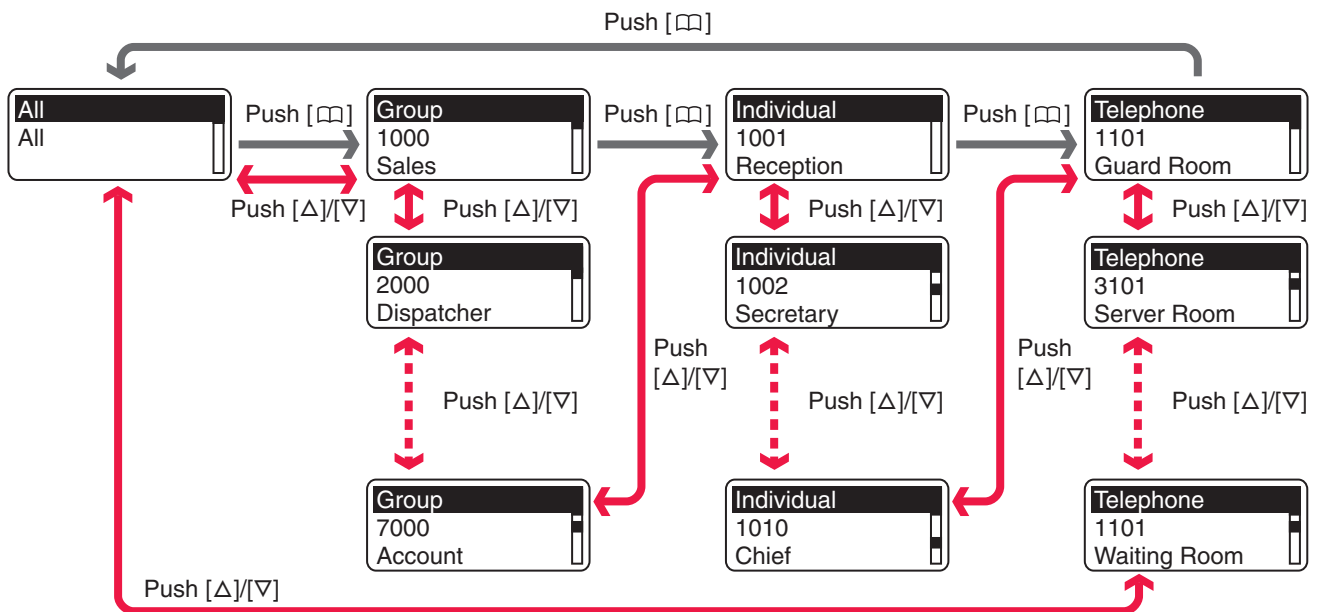 Push [🕮]
All
All
Push [🕮]
Push [△]/[▽]
Group
1000
Sales
Push [🕮]
Individual
1001
Reception
Push [🕮]
Telephone
1101
Guard Room
Push [△]/[▽]
Push [△]/[▽]
Push [△]/[▽]
Group
2000
Dispatcher
Individual
1002
Secretary
Telephone
3101
Server Room
Push
[△]/[▽]
Push
[△]/[▽]
Push [△]/[▽]
Push [△]/[▽]
Push [△]/[▽]
Group
7000
Account
Individual
1010
Chief
Telephone
1101
Waiting Room
Push [△]/[▽]